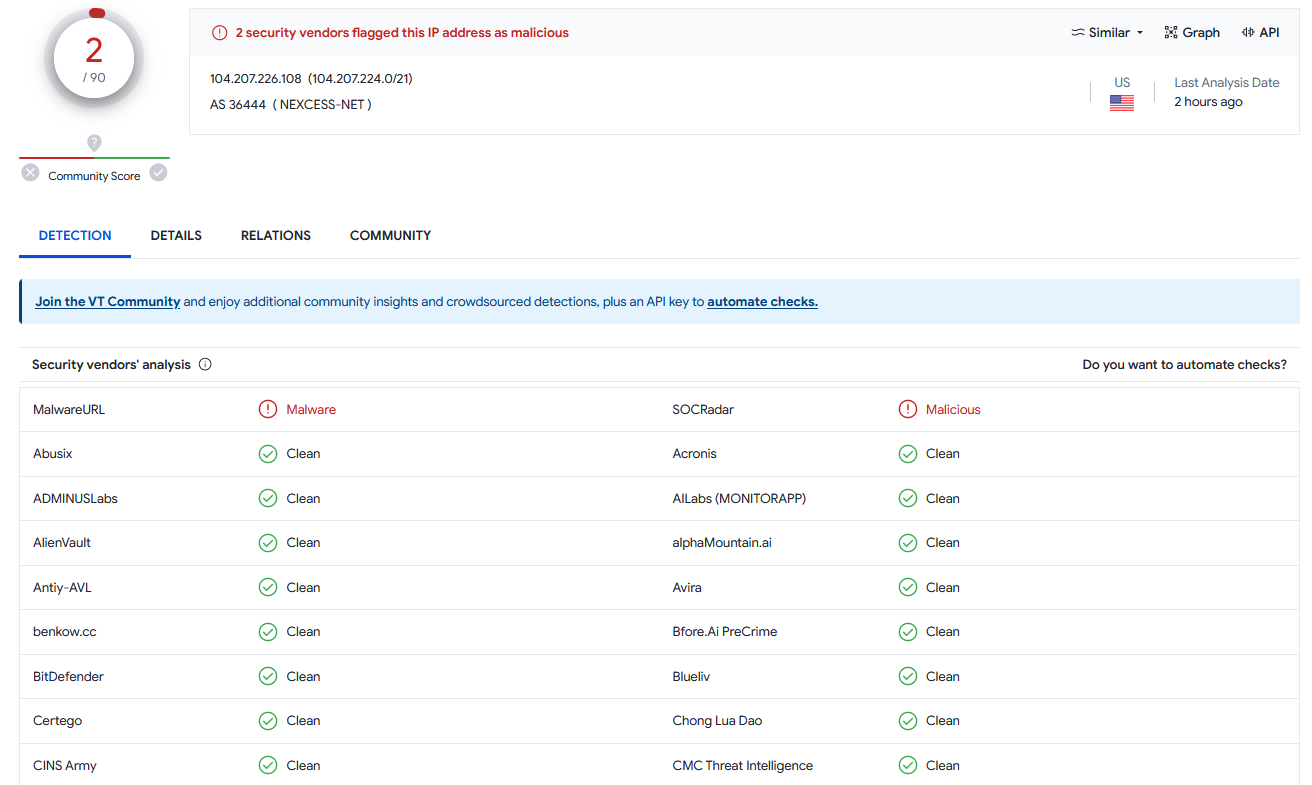 2
/ 90
Community Score
2 security vendors flagged this IP address as malicious
Similar
Graph
API
104.207.226.108 (104.207.224.0/21)
AS 36444 ( NEXCESS-NET )
US
Last Analysis Date
2 hours ago
DETECTION DETAILS RELATIONS COMMUNITY
Join the VT Community and enjoy additional community insights and crowdsourced detections, plus an API key to automate checks.
Security vendors' analysis
Do you want to automate checks?
MalwareURL Malware SOCRadar Malicious
Abusix Clean Acronis Clean
ADMINUSLabs Clean AILabs (MONITORAPP) Clean
AlienVault Clean alphaMountain.ai Clean
Antiy-AVL Clean Avira Clean
benkow.cc Clean Bfore.Ai PreCrime Clean
BitDefender Clean Blueliv Clean
Certego Clean Chong Lua Dao Clean
CINS Army Clean CMC Threat Intelligence Clean